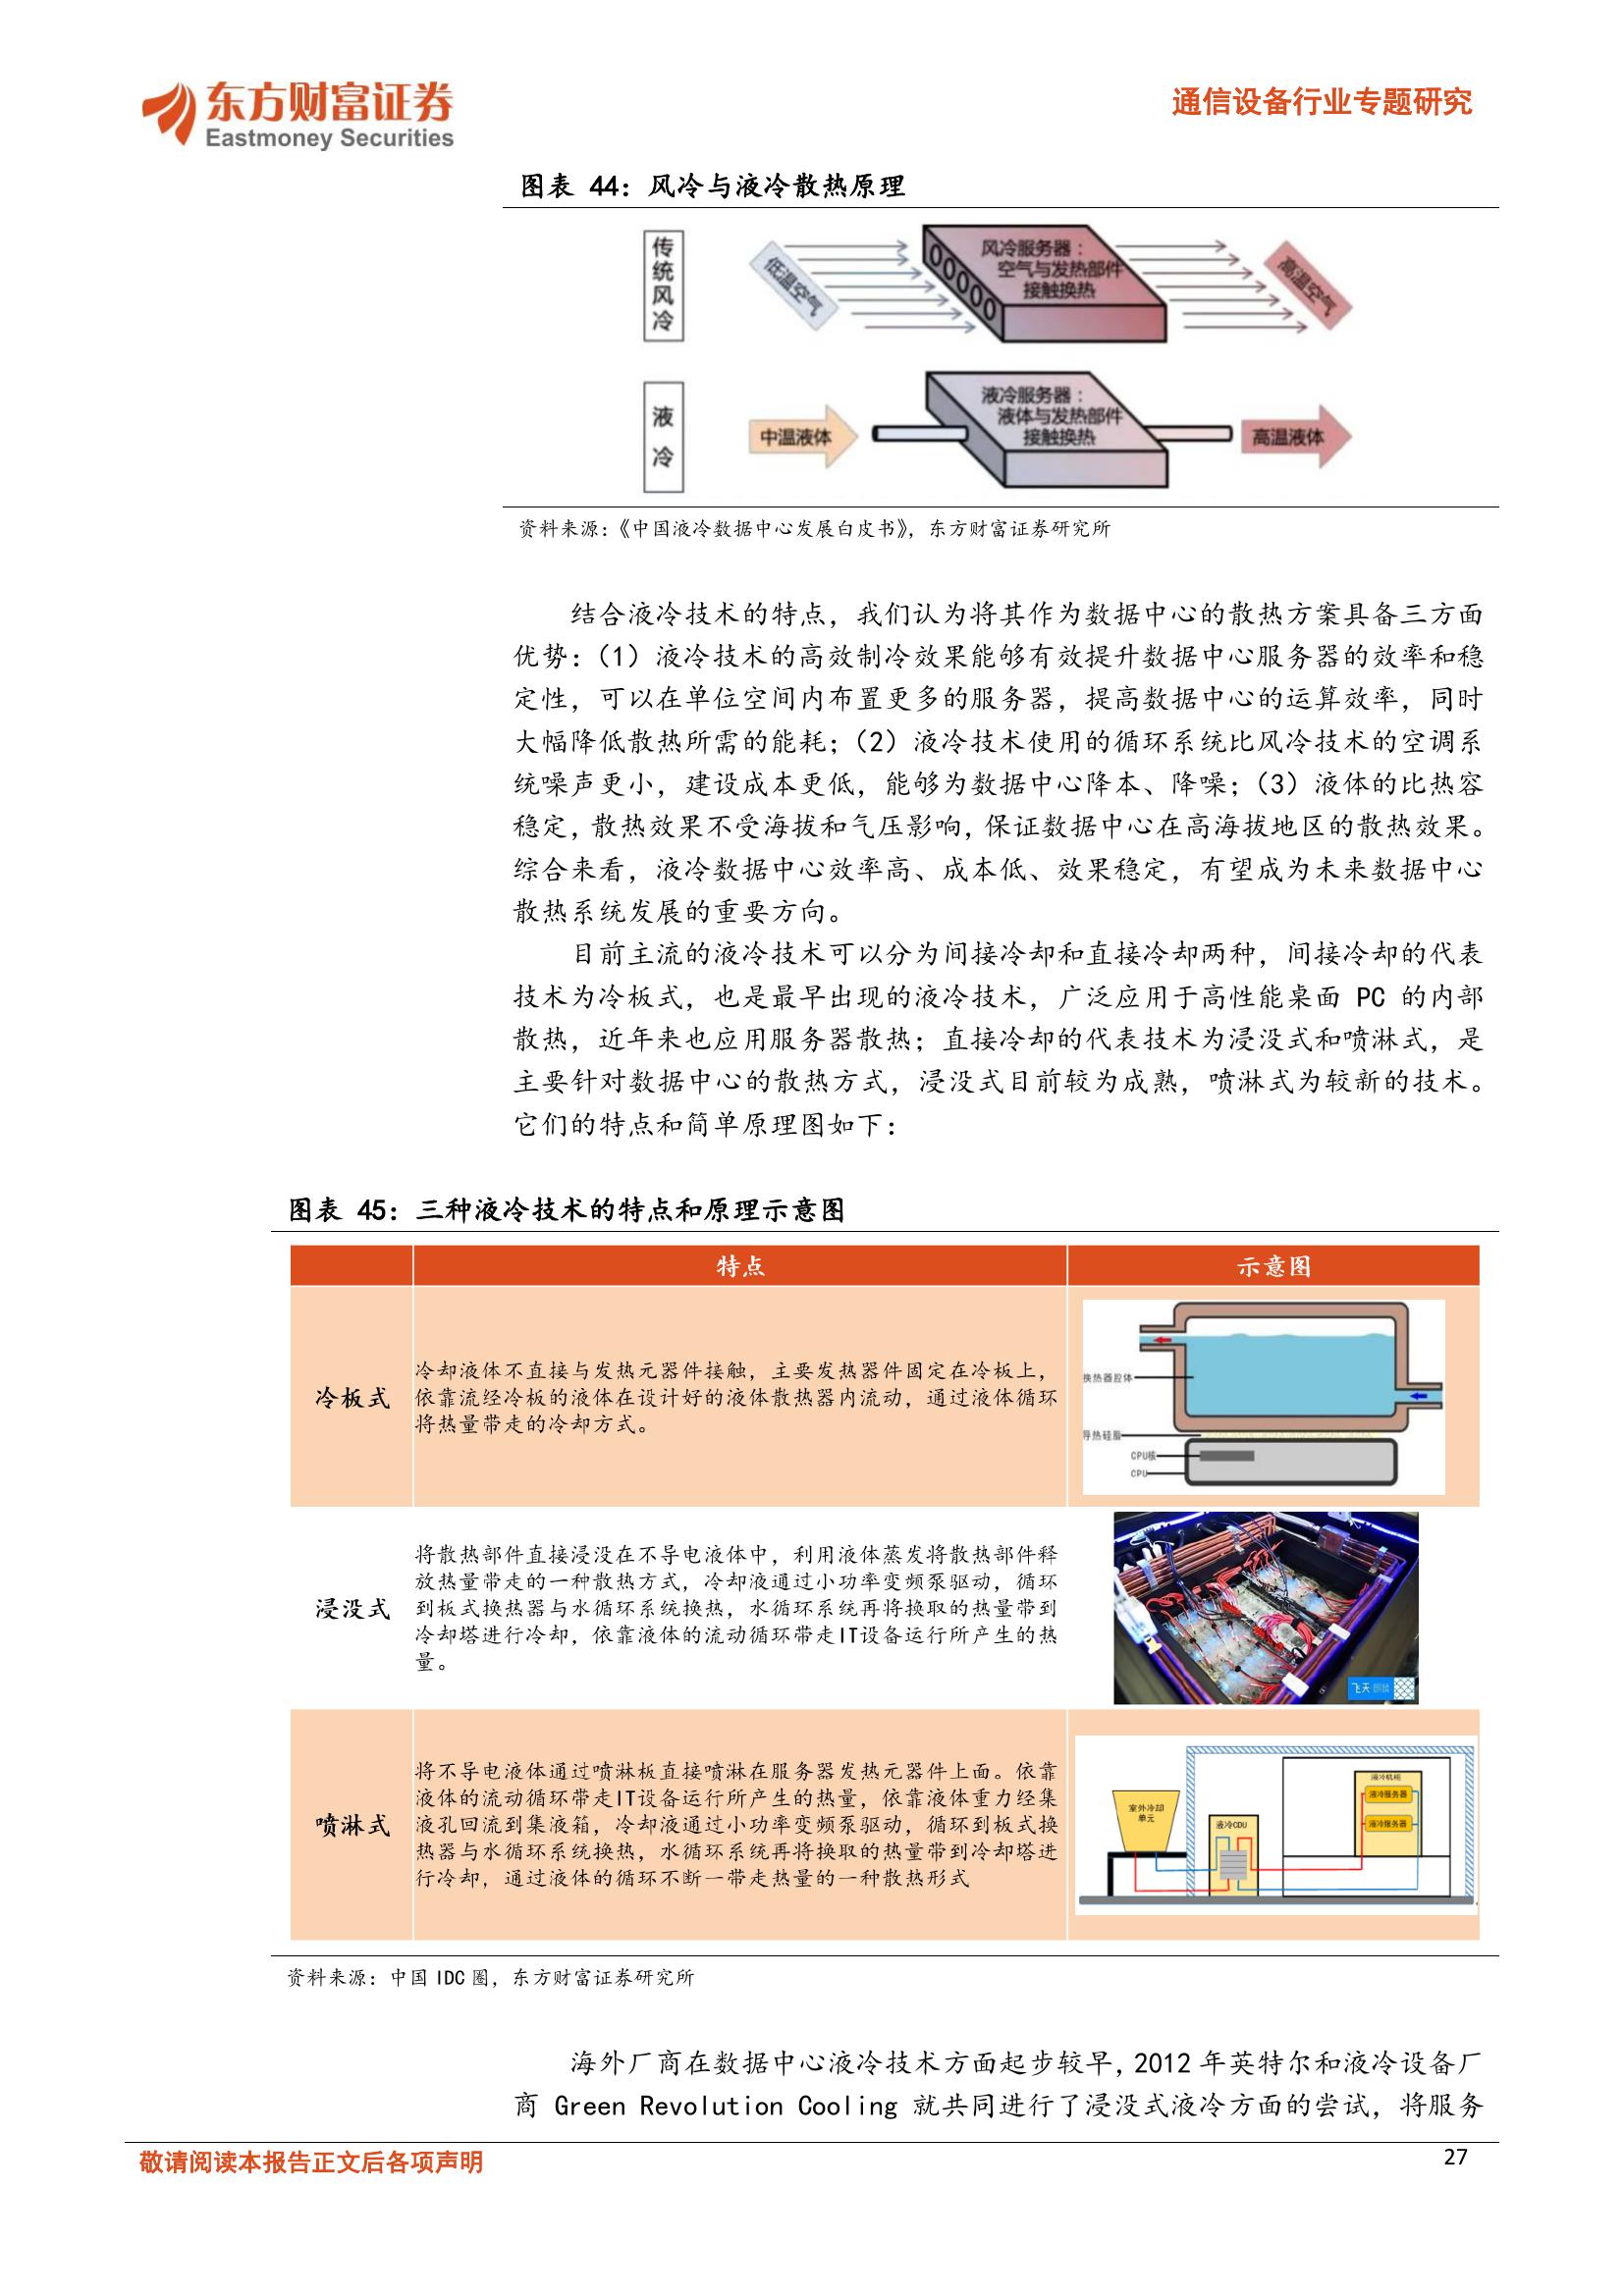 东方财富证券
Eastmoney Securities
通信设备行业专题研究
图表 44：风冷与液冷散热原理
传统风冷
低温空气
风冷服务器：
空气与发热部件
接触换热
高温空气
液冷
中温液体
液冷服务器：
液体与发热部件
接触换热
高温液体
资料来源：《中国液冷数据中心发展白皮书》，东方财富证券研究所
结合液冷技术的特点，我们认为将其作为数据中心的散热方案具备三方面
优势：（1）液冷技术的高效制冷效果能够有效提升数据中心服务器的效率和稳
定性，可以在单位空间内布置更多的服务器，提高数据中心的运算效率，同时
大幅降低散热所需的能耗；（2）液冷技术使用的循环系统比风冷技术的空调系
统噪声更小，建设成本更低，能够为数据中心降本、降噪；（3）液体的比热容
稳定，散热效果不受海拔和气压影响，保证数据中心在高海拔地区的散热效果。
综合来看，液冷数据中心效率高、成本低、效果稳定，有望成为未来数据中心
散热系统发展的重要方向。
目前主流的液冷技术可以分为间接冷却和直接冷却两种，间接冷却的代表
技术为冷板式，也是最早出现的液冷技术，广泛应用于高性能桌面 PC 的内部
散热，近年来也应用服务器散热；直接冷却的代表技术为浸没式和喷淋式，是
主要针对数据中心的散热方式，浸没式目前较为成熟，喷淋式为较新的技术。
它们的特点和简单原理图如下：
图表 45：三种液冷技术的特点和原理示意图
特点
示意图
冷板式
冷却液体不直接与发热元器件接触，主要发热器件固定在冷板上，
依靠流经冷板的液体在设计好的液体散热器内流动，通过液体循环
将热量带走的冷却方式。
换热器腔体
导热硅脂
CPU核
CPU
浸没式
将散热部件直接浸没在不导电液体中，利用液体蒸发将散热部件释
放热量带走的一种散热方式，冷却液通过小功率变频泵驱动，循环
到板式换热器与水循环系统换热，水循环系统再将换取的热量带到
冷却塔进行冷却，依靠液体的流动循环带走IT设备运行所产生的热
量。
飞天
喷淋式
将不导电液体通过喷淋板直接喷淋在服务器发热元器件上面。依靠
液体的流动循环带走IT设备运行所产生的热量，依靠液体重力经集
液孔回流到集液箱，冷却液通过小功率变频泵驱动，循环到板式换
热器与水循环系统换热，水循环系统再将换取的热量带到冷却塔进
行冷却，通过液体的循环不断一带走热量的一种散热形式
室外冷却
单元
液冷CDU
液冷机柜
液冷服务器
液冷服务器
资料来源：中国 IDC 圈，东方财富证券研究所
海外厂商在数据中心液冷技术方面起步较早，2012 年英特尔和液冷设备厂
商 Green Revolution Cooling 就共同进行了浸没式液冷方面的尝试，将服务
敬请阅读本报告正文后各项声明
27